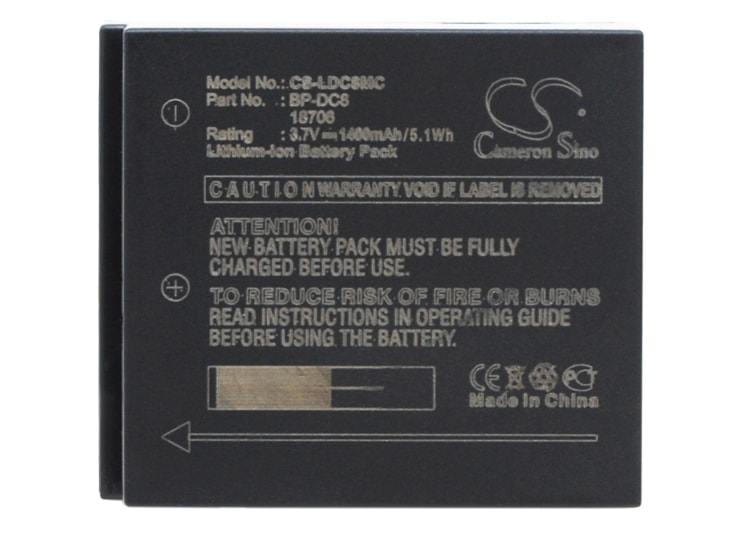 Model No.: CS-LDC8MC
Part No. : BP-DC8
18706
Rating : 3.7V⎓1400mAh/5.1Wh
Lithium-ion Battery Pack
CS
Cameron Sino
CAUTION WARRANTY VOID IF LABEL IS REMOVED
ATTENTION!
NEW BATTERY PACK MUST BE FULLY
CHARGED BEFORE USE.
TO REDUCE RISK OF FIRE OR BURNS
READ INSTRUCTIONS IN OPERATING GUIDE
BEFORE USING THE BATTERY.
CE
Made in China